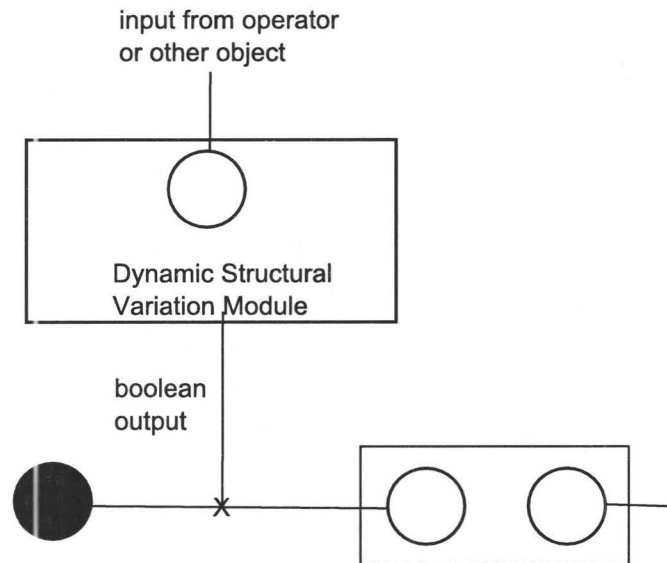 input from operator
or other object
Dynamic Structural
Variation Module
boolean
output
X